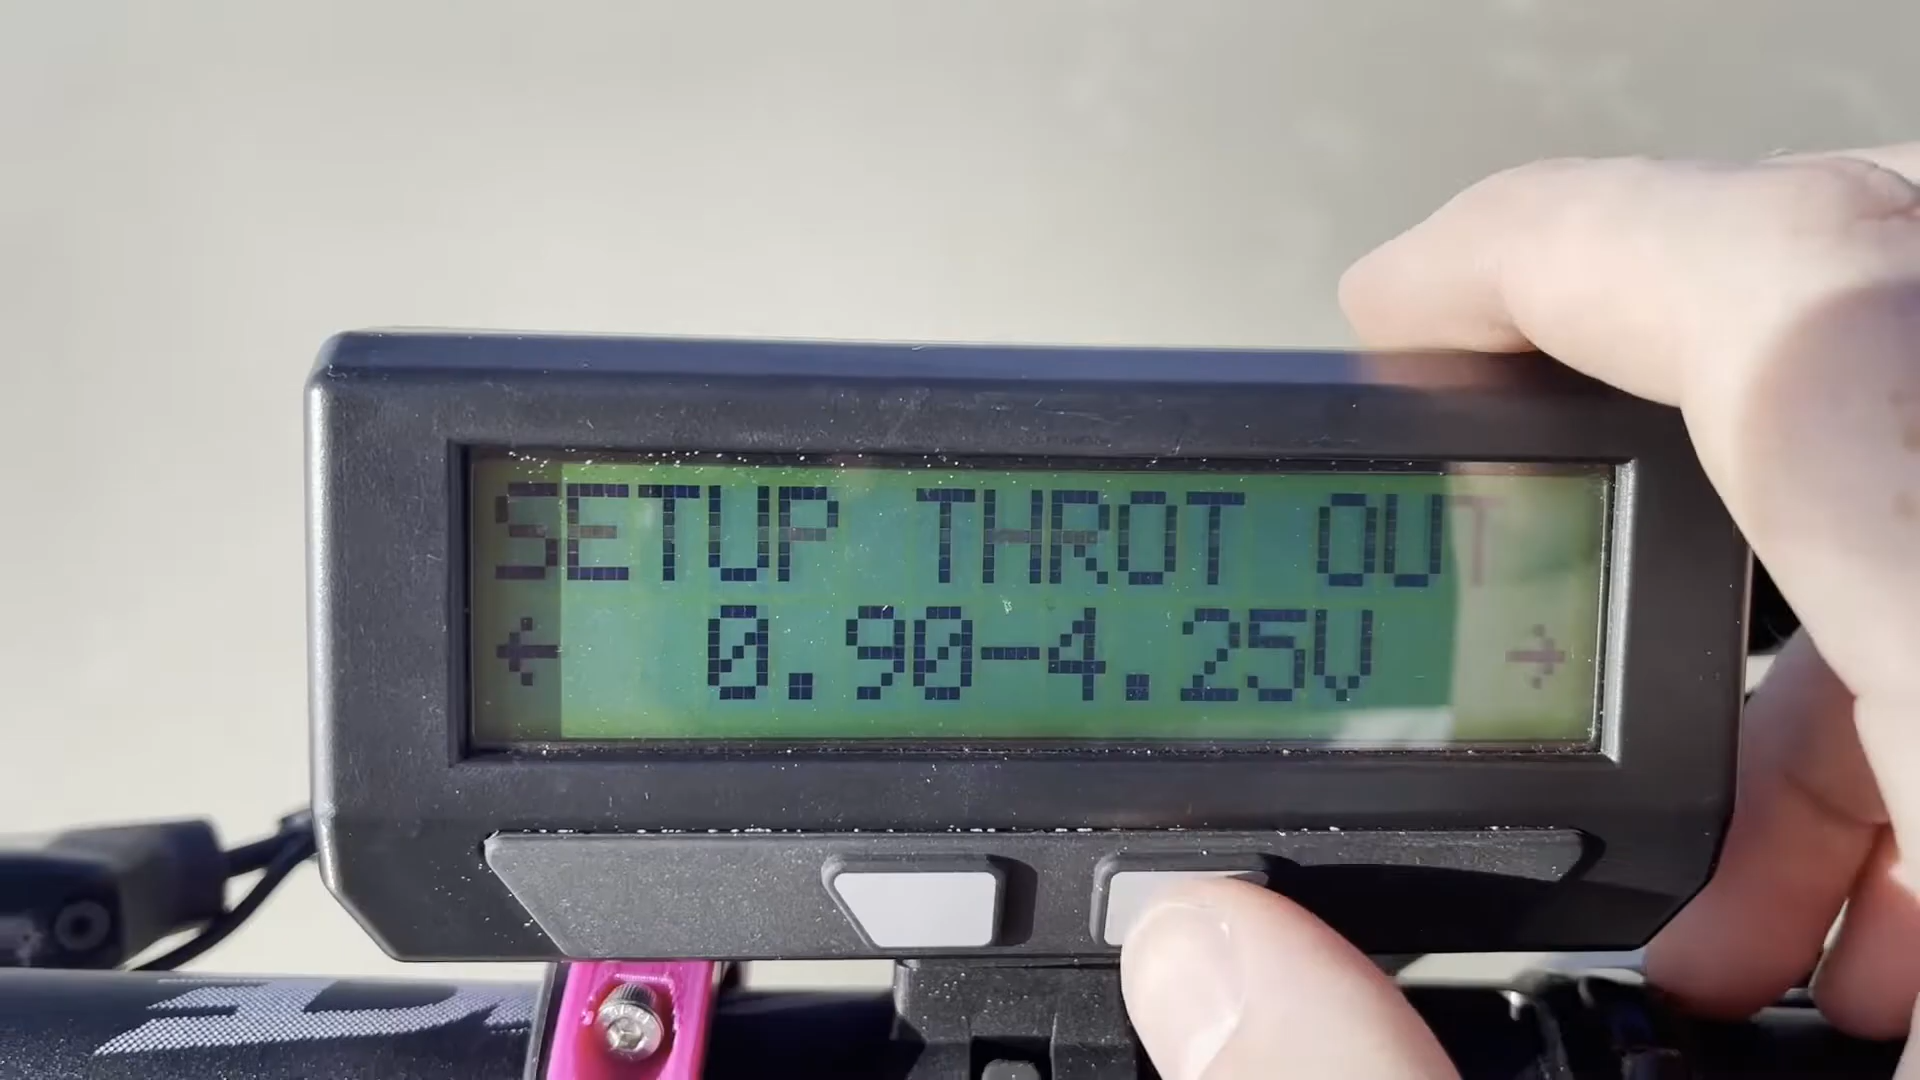 SETUP THROT OUT
← 0.90-4.25V →